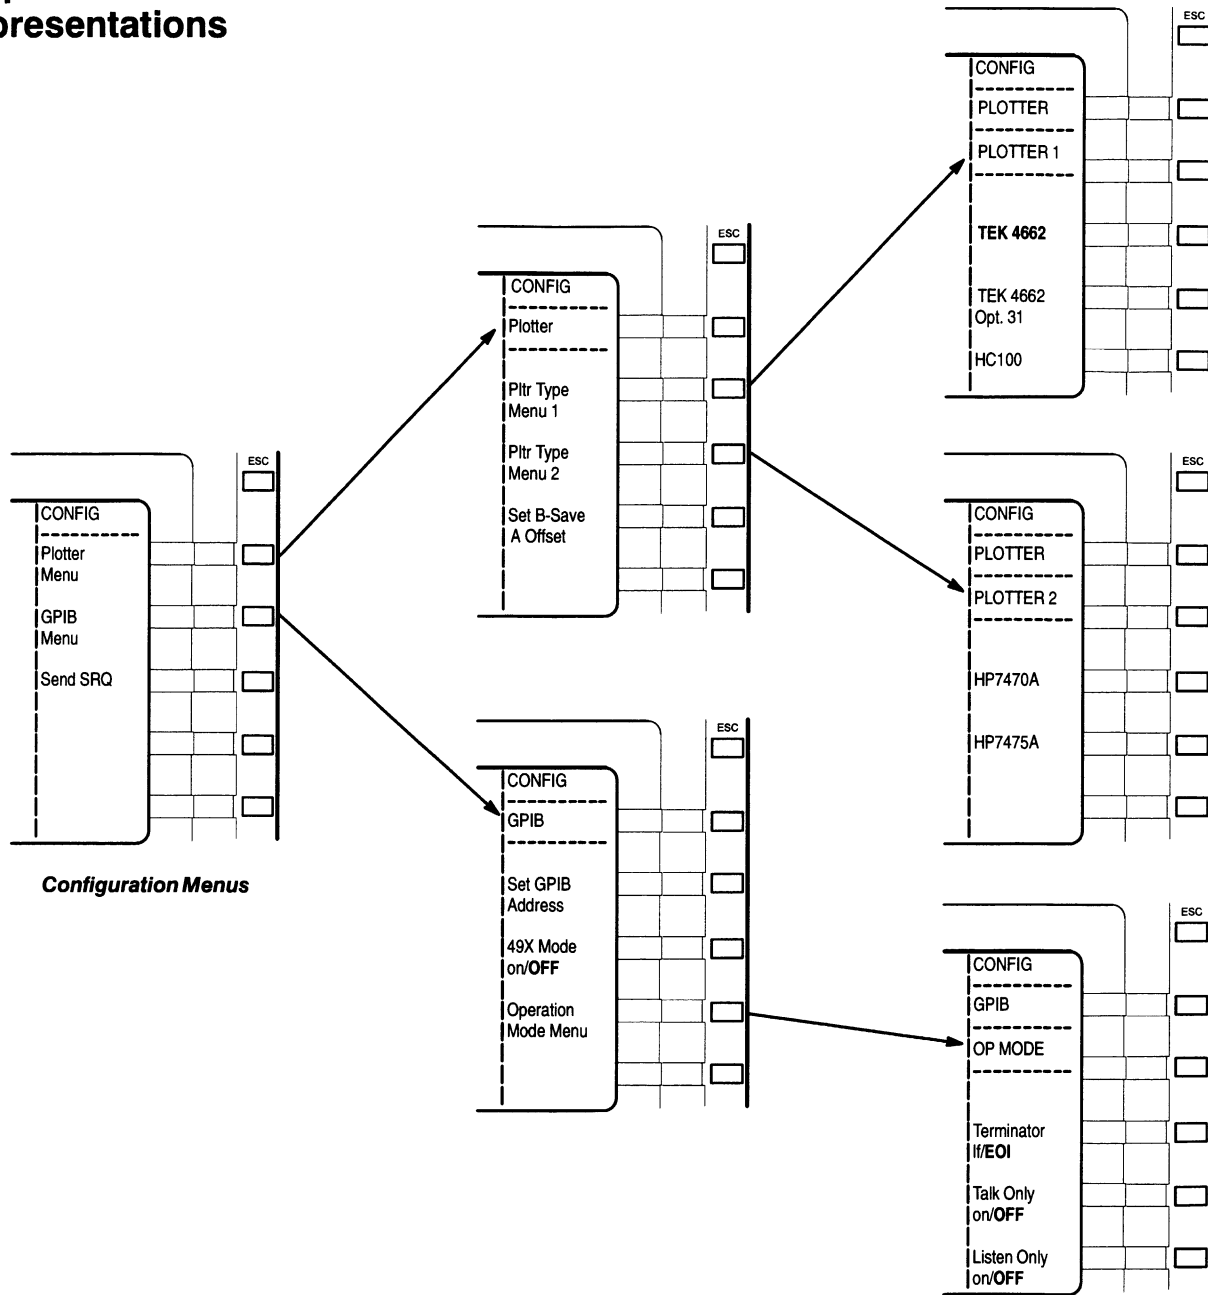 presentations
ESC
CONFIG
Plotter
Menu
GPIB
Menu
Send SRQ
Configuration Menus
ESC
CONFIG
Plotter
Pltr Type
Menu 1
Pltr Type
Menu 2
Set B-Save
A Offset
ESC
CONFIG
GPIB
Set GPIB
Address
49X Mode
on/OFF
Operation
Mode Menu
ESC
CONFIG
PLOTTER
PLOTTER 1
TEK 4662
TEK 4662
Opt. 31
HC100
ESC
CONFIG
PLOTTER
PLOTTER 2
HP7470A
HP7475A
ESC
CONFIG
GPIB
OP MODE
Terminator
lf/EOI
Talk Only
on/OFF
Listen Only
on/OFF